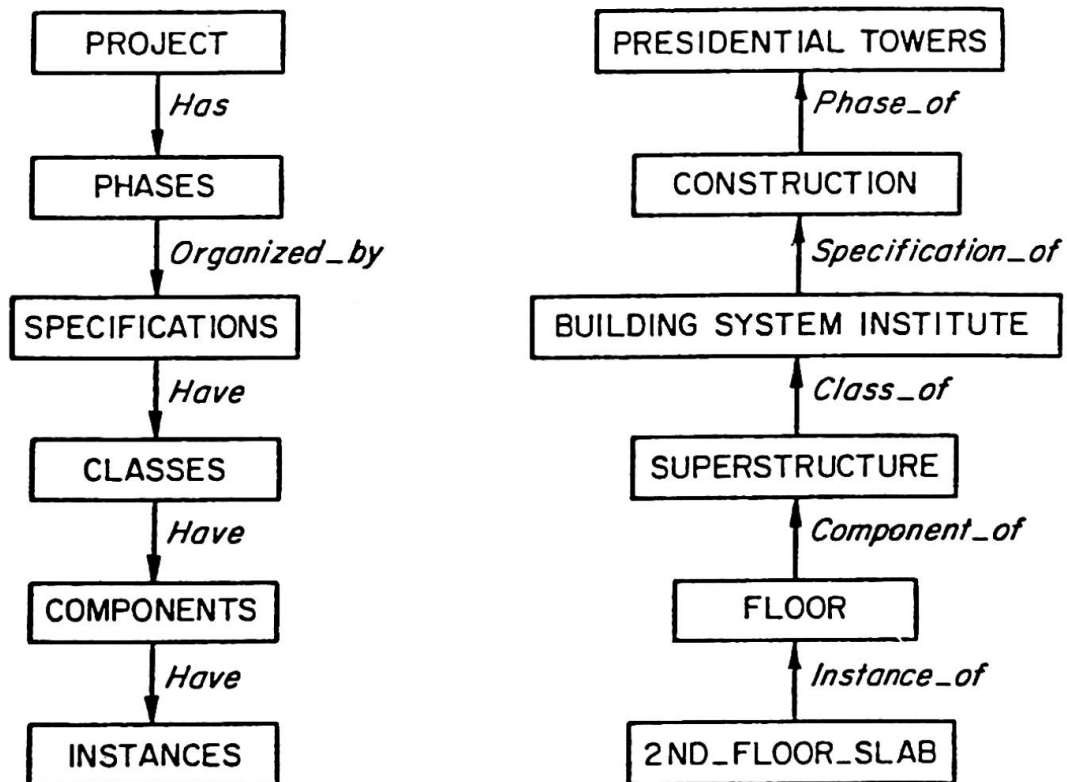 PROJECT
Has
PHASES
Organized_by
SPECIFICATIONS
Have
CLASSES
Have
COMPONENTS
Have
INSTANCES
PRESIDENTIAL TOWERS
Phase_of
CONSTRUCTION
Specification_of
BUILDING SYSTEM INSTITUTE
Class_of
SUPERSTRUCTURE
Component_of
FLOOR
Instance_of
2ND_FLOOR_SLAB